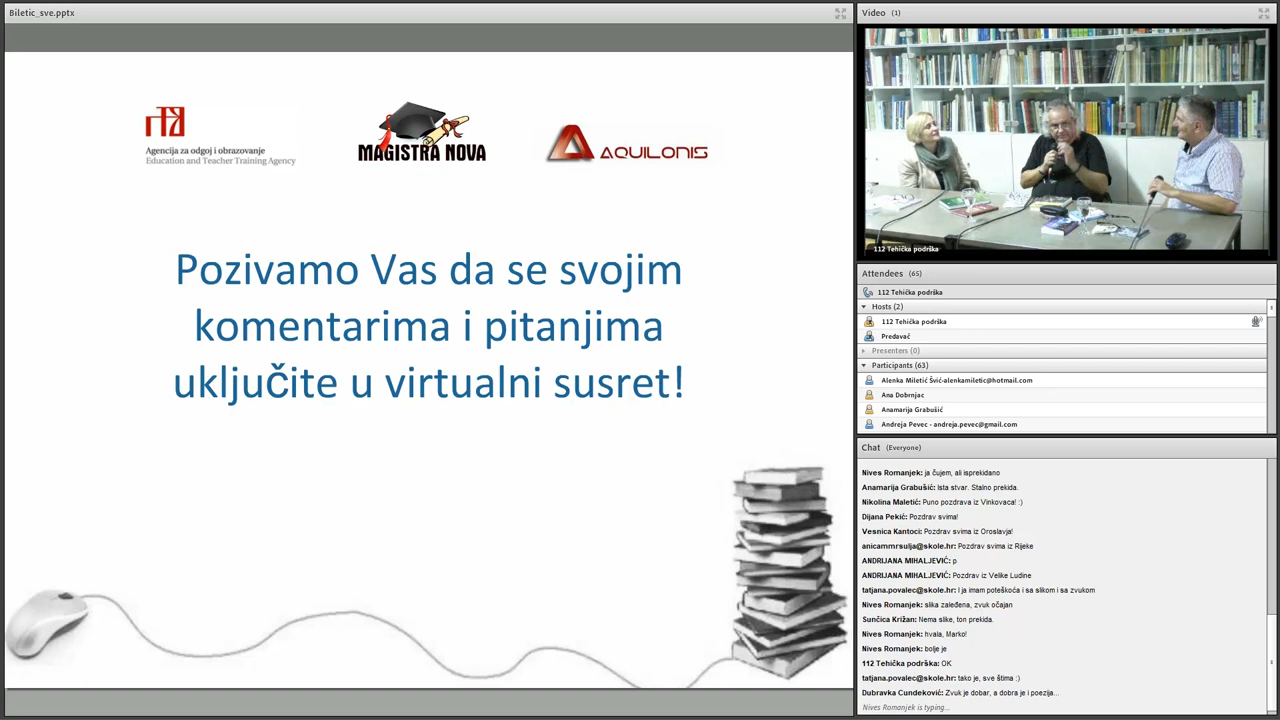 Biletic_sve.pptx
Agencija za odgoj i obrazovanje
Education and Teacher Training Agency
MAGISTRA NOVA
AQUILONIS
Pozivamo Vas da se svojim
komentarima i pitanjima
uključite u virtualni susret!
Video (1)
112 Tehička podrška
Attendees (65)
112 Tehička podrška
Hosts (2)
112 Tehička podrška
Predavač
Presenters (0)
Participants (63)
Alenka Miletić Švić-alenkamiletic@hotmail.com
Ana Dobrnjac
Anamarija Grabušić
Andreja Pevec - andreja.pevec@gmail.com
Chat (Everyone)
Nives Romanjek: ja čujem, ali isprekidano
Anamarija Grabušić: Ista stvar. Stalno prekida.
Nikolina Maletić: Puno pozdrava iz Vinkovaca! :)
Dijana Pekić: Pozdrav svima!
Vesnica Kantoci: Pozdrav svima iz Oroslavja!
anicammrsulja@skole.hr: Pozdrav svima iz Rijeke
ANDRIJANA MIHALJEVIĆ: p
ANDRIJANA MIHALJEVIĆ: Pozdrav iz Velike Ludine
tatjana.povalec@skole.hr: I ja imam poteškoća i sa slikom i sa zvukom
Nives Romanjek: slika zaleđena, zvuk očajan
Sunčica Križan: Nema slike, ton prekida.
Nives Romanjek: hvala, Marko!
Nives Romanjek: bolje je
112 Tehička podrška: OK
tatjana.povalec@skole.hr: tako je, sve štima :)
Dubravka Cundeković: Zvuk je dobar, a dobra je i poezija...
Nives Romanjek is typing...